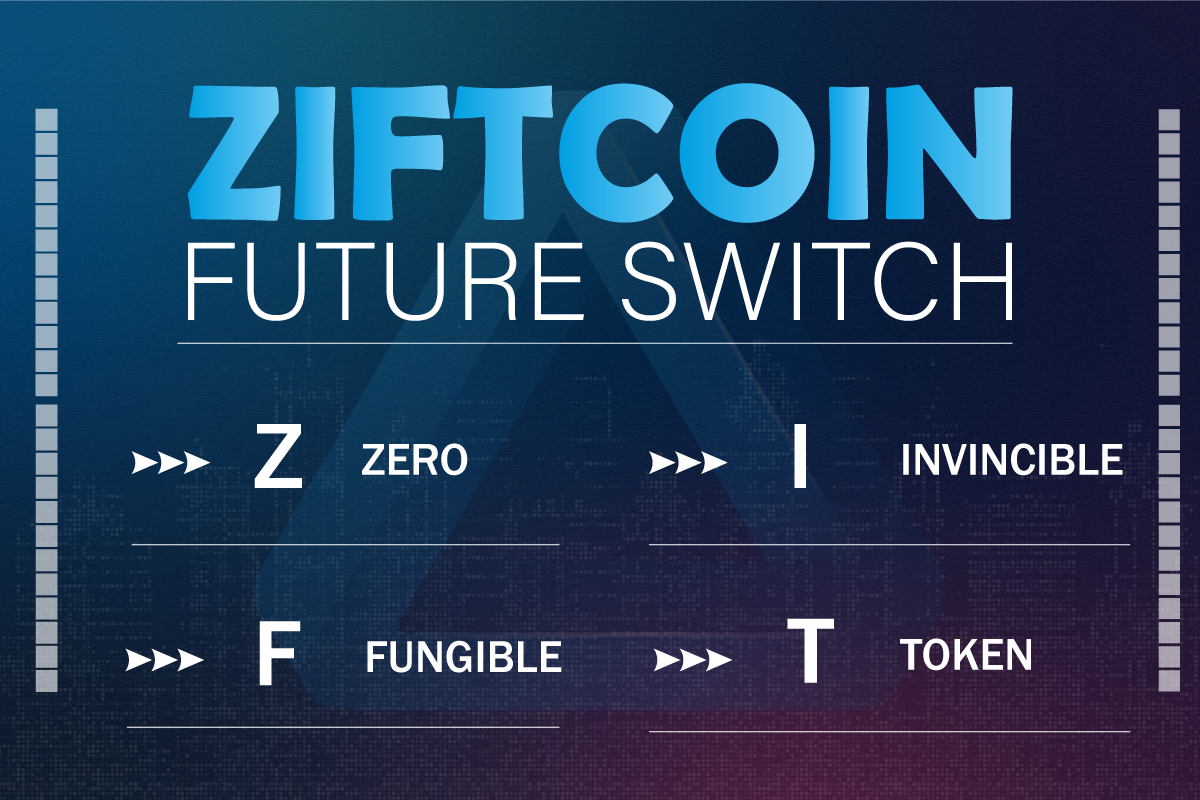 ZIFTCOIN
FUTURE SWITCH
Z ZERO
I INVINCIBLE
F FUNGIBLE
T TOKEN